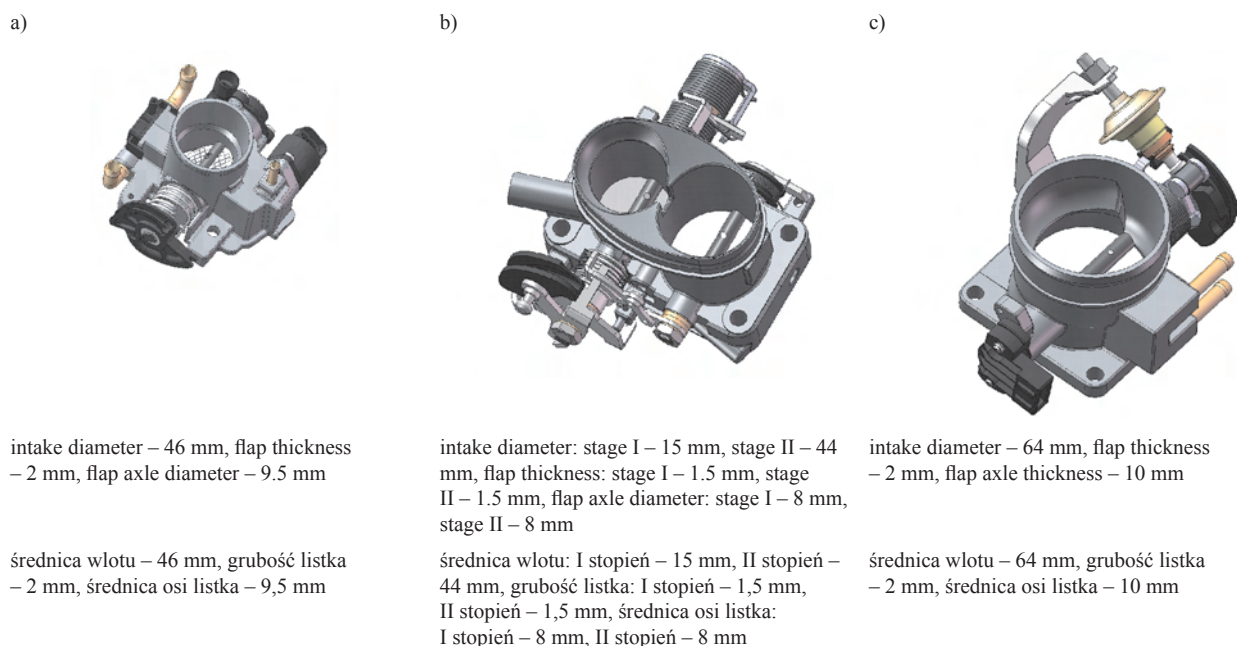 a)
b)
c)
intake diameter – 46 mm, flap thickness
– 2 mm, flap axle diameter – 9.5 mm
intake diameter: stage I – 15 mm, stage II – 44
mm, flap thickness: stage I – 1.5 mm, stage
II – 1.5 mm, flap axle diameter: stage I – 8 mm,
stage II – 8 mm
intake diameter – 64 mm, flap thickness
– 2 mm, flap axle thickness – 10 mm
średnica wlotu – 46 mm, grubość listka
– 2 mm, średnica osi listka – 9,5 mm
średnica wlotu: I stopień – 15 mm, II stopień –
44 mm, grubość listka: I stopień – 1,5 mm,
II stopień – 1,5 mm, średnica osi listka:
I stopień – 8 mm, II stopień – 8 mm
średnica wlotu – 64 mm, grubość listka
– 2 mm, średnica osi listka – 10 mm